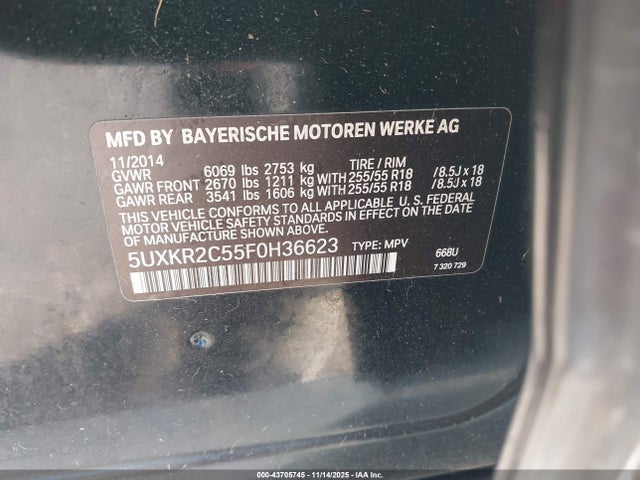 MFD BY BAYERISCHE MOTOREN WERKE AG
11/2014 TIRE / RIM
GVWR 6069 lbs 2753 kg
GAWR FRONT 2670 lbs 1211 kg WITH 255/55 R18 /8.5J x 18
GAWR REAR 3541 lbs 1606 kg WITH 255/55 R18 /8.5J x 18
THIS VEHICLE CONFORMS TO ALL APPLICABLE U. S. FEDERAL
MOTOR VEHICLE SAFETY STANDARDS IN EFFECT ON THE DATE
OF MANUFACTURE SHOWN ABOVE.
5UXKR2C55F0H36623 TYPE: MPV 668U
7 320 729
000-43705745 - 11/14/2025 - IAA Inc.